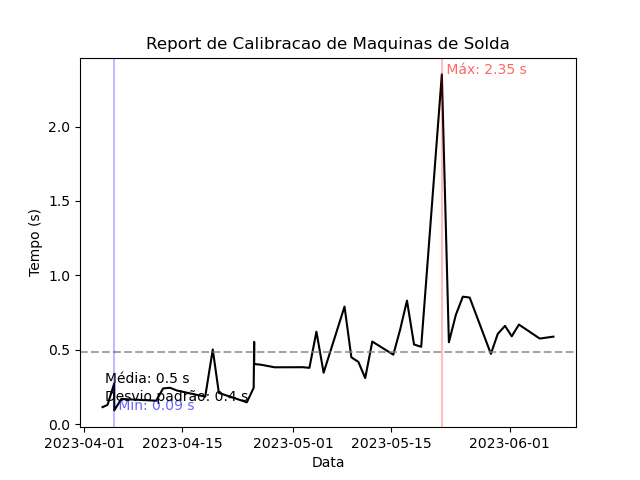 Report de Calibracao de Maquinas de Solda
Máx: 2.35 s
2.0
1.5
1.0
0.5
0.0
Tempo (s)
Média: 0.5 s
Desvio padrão: 0.4 s
Mín: 0.09 s
2023-04-01
2023-04-15
2023-05-01
2023-05-15
2023-06-01
Data